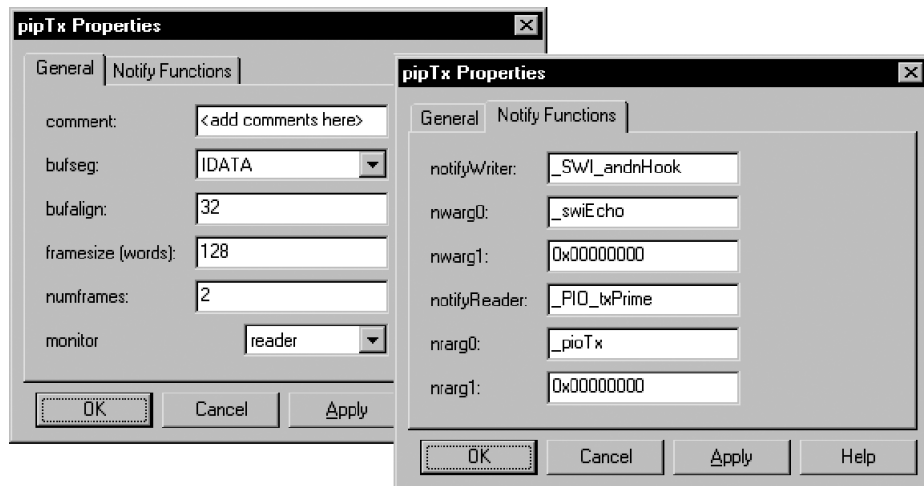 pipTx Properties
General Notify Functions
comment: <add comments here>
bufseg: IDATA
bufalign: 32
framesize (words): 128
numframes: 2
monitor reader
OK Cancel Apply
pipTx Properties
General Notify Functions
notifyWriter: _SWI_andnHook
nwarg0: _swiEcho
nwarg1: 0x00000000
notifyReader: _PIO_txPrime
nrarg0: _pioTx
nrarg1: 0x00000000
OK Cancel Apply Help